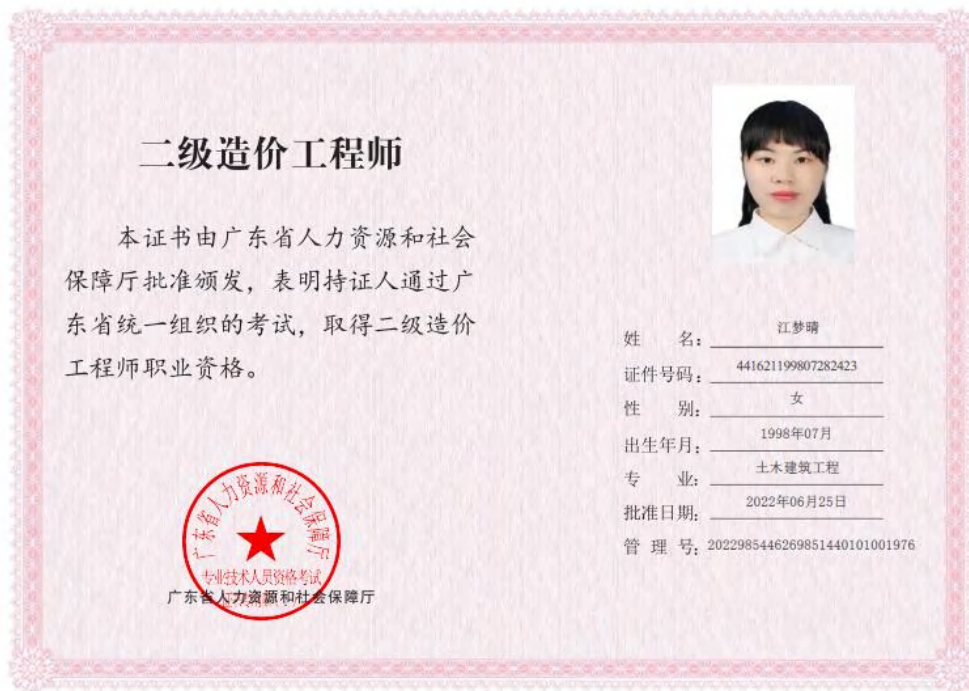 二级造价工程师
本证书由广东省人力资源和社会
保障厅批准颁发，表明持证人通过广
东省统一组织的考试，取得二级造价
工程师职业资格。
广东省人力资源和社会保障厅
专业技术人员资格考试
广东省人力资源和社会保障厅
姓 名：江梦晴
证件号码：441621199807282423
性 别：女
出生年月：1998年07月
专 业：土木建筑工程
批准日期：2022年06月25日
管 理 号：20229854462698514401010 01976